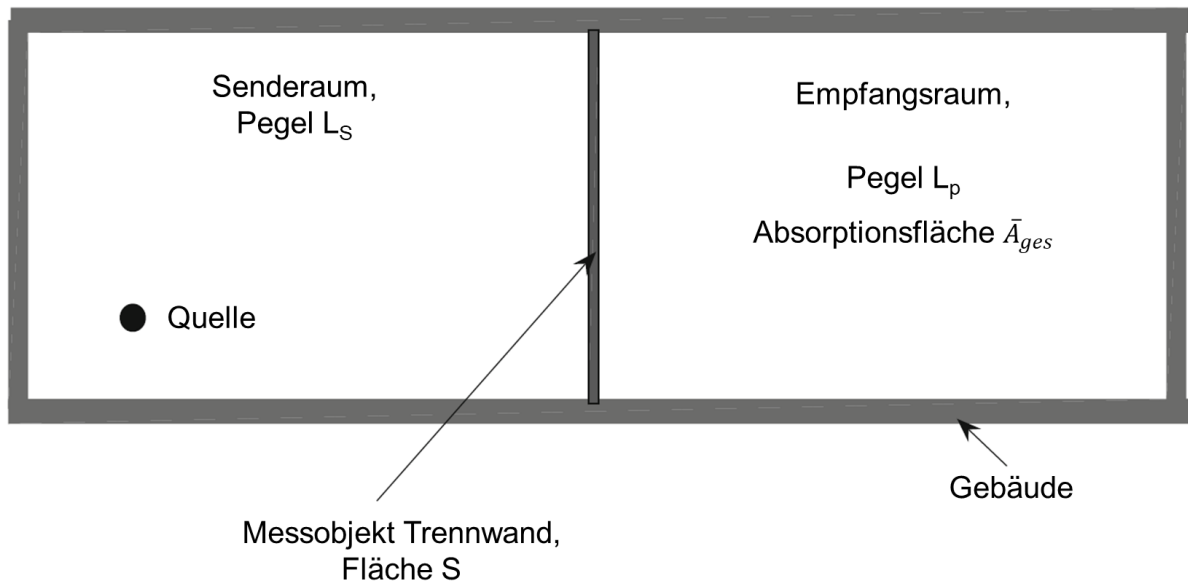 Senderaum,
Pegel L_S
Empfangsraum,
Pegel L_p
Absorptionsfläche Ā_ges
Quelle
Gebäude
Messobjekt Trennwand,
Fläche S